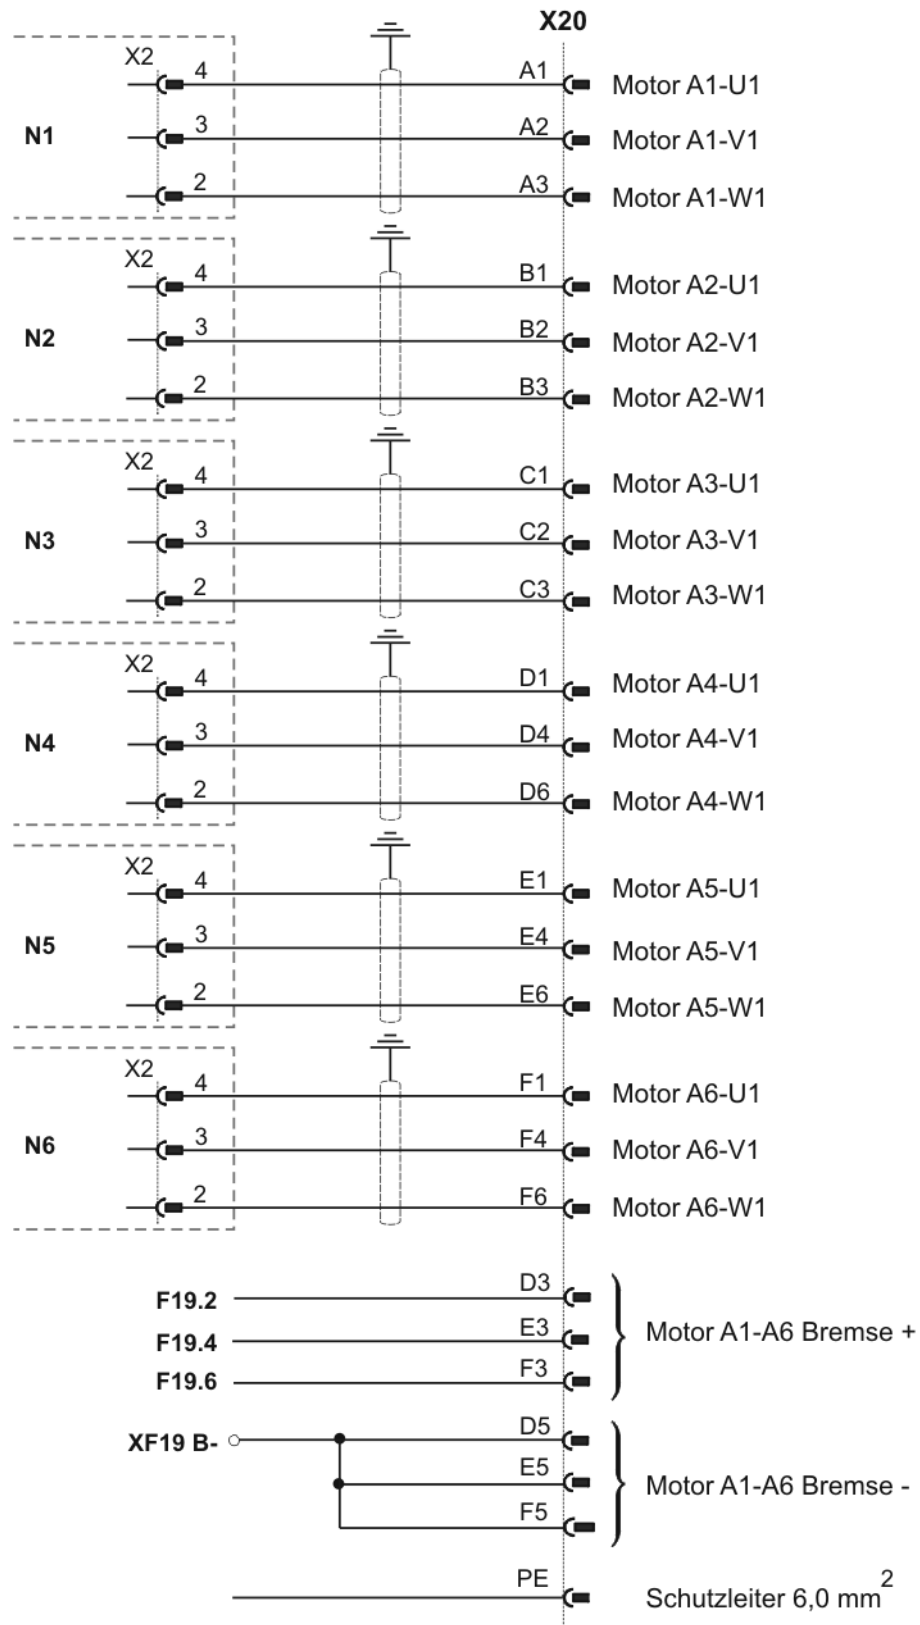 X20
X2
4 A1 Motor A1-U1
N1 3 A2 Motor A1-V1
2 A3 Motor A1-W1
X2
4 B1 Motor A2-U1
N2 3 B2 Motor A2-V1
2 B3 Motor A2-W1
X2
4 C1 Motor A3-U1
N3 3 C2 Motor A3-V1
2 C3 Motor A3-W1
X2
4 D1 Motor A4-U1
N4 3 D4 Motor A4-V1
2 D6 Motor A4-W1
X2
4 E1 Motor A5-U1
N5 3 E4 Motor A5-V1
2 E6 Motor A5-W1
X2
4 F1 Motor A6-U1
N6 3 F4 Motor A6-V1
2 F6 Motor A6-W1
F19.2 D3
F19.4 E3 Motor A1-A6 Bremse +
F19.6 F3
XF19 B- D5
E5 Motor A1-A6 Bremse -
F5
PE Schutzleiter 6,0 mm²